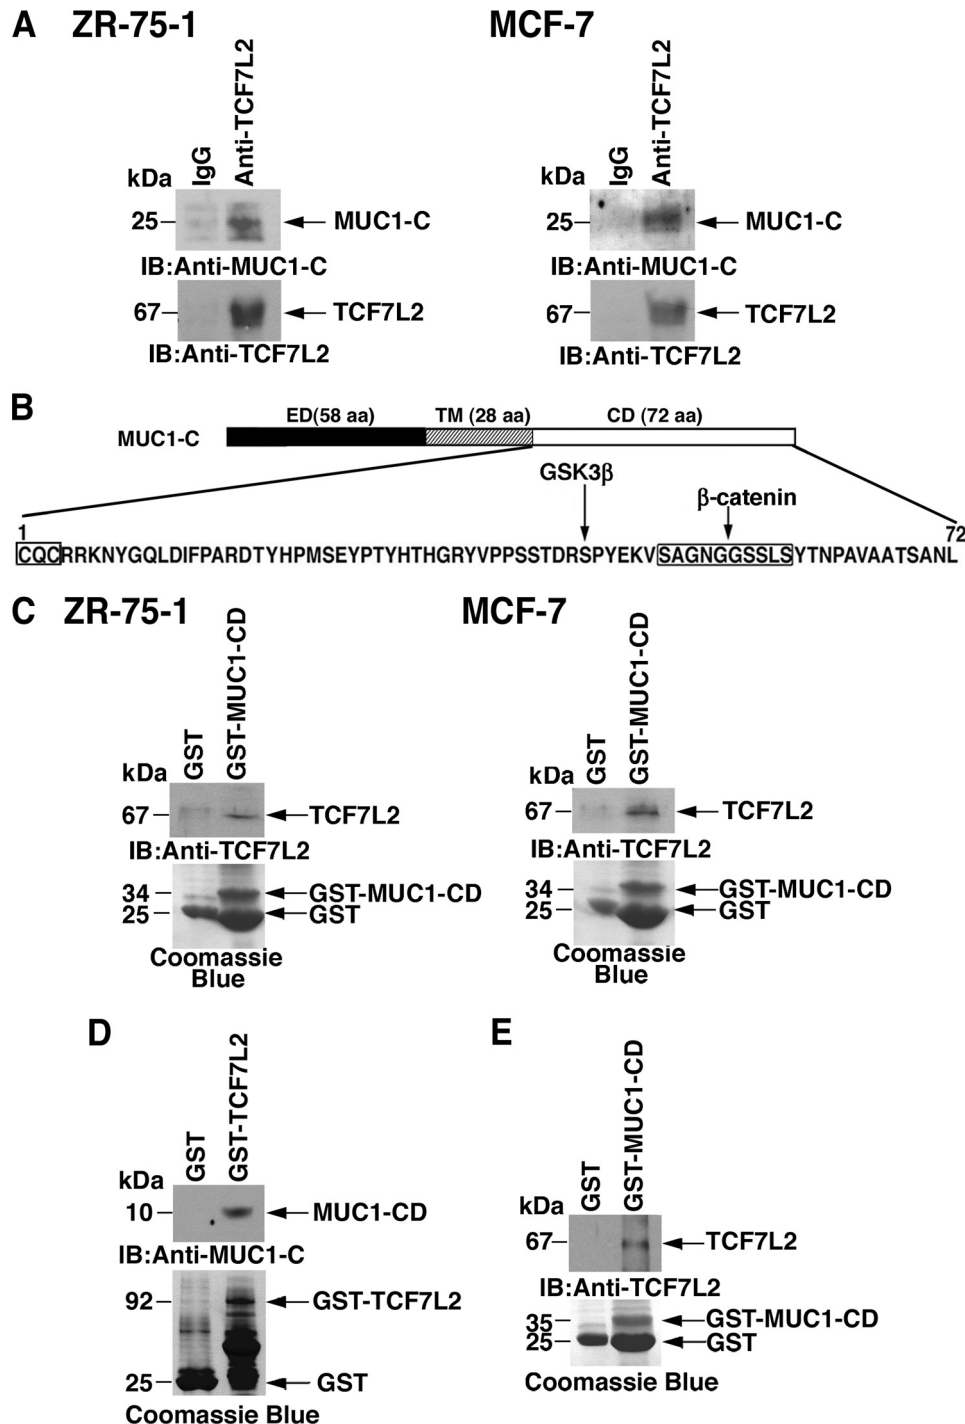 A ZR-75-1 MCF-7
IgG Anti-TCF7L2 IgG Anti-TCF7L2
kDa kDa
25 MUC1-C 25 MUC1-C
IB:Anti-MUC1-C IB:Anti-MUC1-C
67 TCF7L2 67 TCF7L2
IB:Anti-TCF7L2 IB:Anti-TCF7L2
B
ED(58 aa) TM (28 aa) CD (72 aa)
MUC1-C
GSK3β
β-catenin
1 72
CQCRRKNYGQLDIFPARDTYHPMSEYPTYHTHGRYVPPSSTDRSPYEKVSAGNGGSSLSYTNPAVAATSANL
C ZR-75-1 MCF-7
GST GST-MUC1-CD GST GST-MUC1-CD
kDa kDa
67 TCF7L2 67 TCF7L2
IB:Anti-TCF7L2 IB:Anti-TCF7L2
34 GST-MUC1-CD 34 GST-MUC1-CD
25 GST 25 GST
Coomassie Coomassie
Blue Blue
D E
GST GST-TCF7L2 GST GST-MUC1-CD
kDa kDa
10 MUC1-CD 67 TCF7L2
IB:Anti-MUC1-C IB:Anti-TCF7L2
92 GST-TCF7L2 35 GST-MUC1-CD
25 GST
25 GST Coomassie Blue
Coomassie Blue